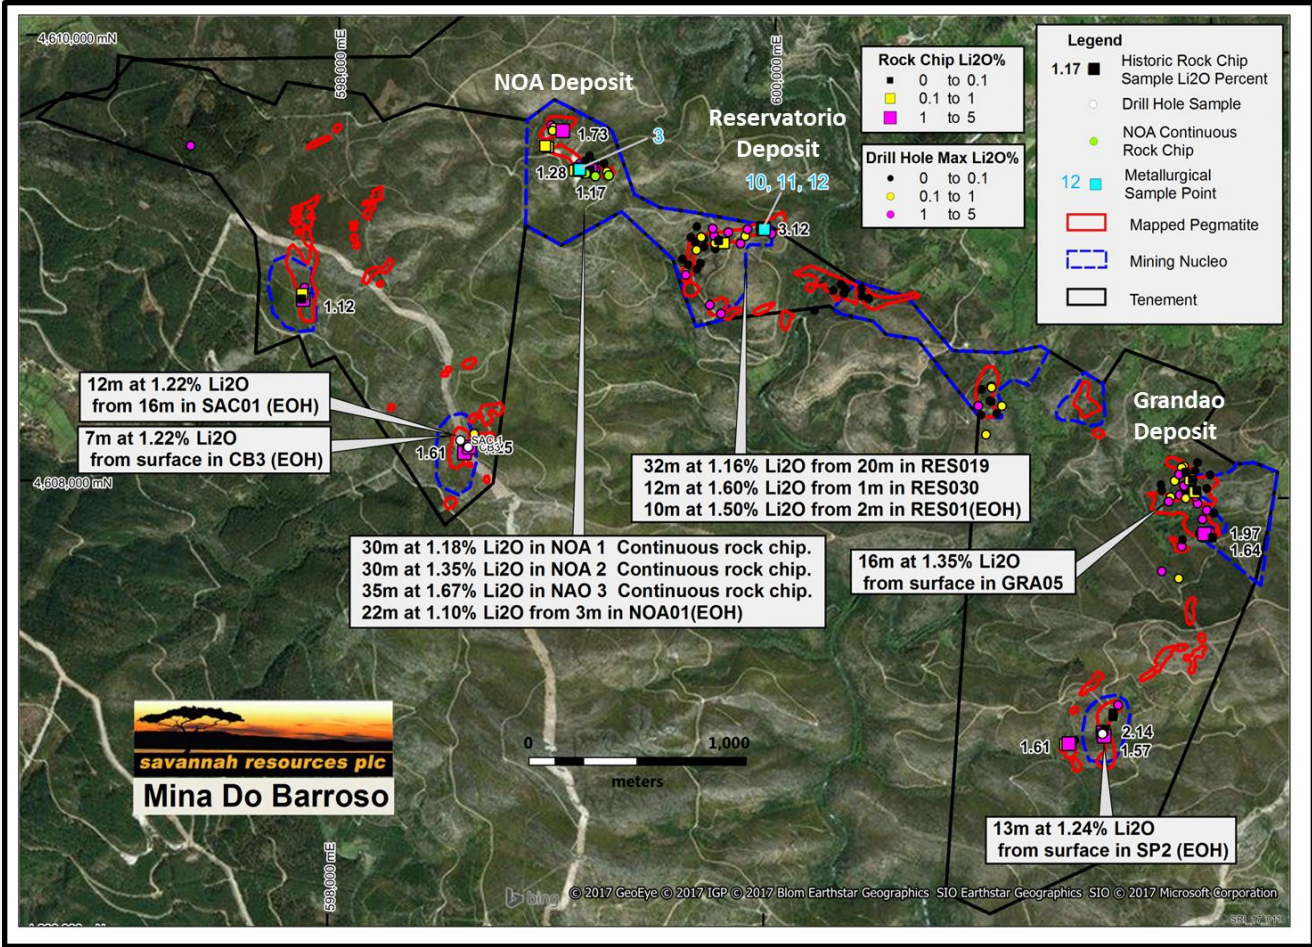 4,610,000 mN
598,000 mE
600,000 mE
NOA Deposit
Reservatorio
Deposit
10, 11, 12
3
1.73
1.28
1.17
3.12
Rock Chip Li2O%
0 to 0.1
0.1 to 1
1 to 5
Drill Hole Max Li2O%
0 to 0.1
0.1 to 1
1 to 5
Legend
1.17 Historic Rock Chip
Sample Li2O Percent
Drill Hole Sample
NOA Continuous
Rock Chip
12 Metallurgical
Sample Point
Mapped Pegmatite
Mining Nucleo
Tenement
1.12
12m at 1.22% Li2O
from 16m in SAC01 (EOH)
7m at 1.22% Li2O
from surface in CB3 (EOH)
SAC 1
CB3
1.61
4,608,000 mN
Grandao
Deposit
32m at 1.16% Li2O from 20m in RES019
12m at 1.60% Li2O from 1m in RES030
10m at 1.50% Li2O from 2m in RES01(EOH)
30m at 1.18% Li2O in NOA 1 Continuous rock chip.
30m at 1.35% Li2O in NOA 2 Continuous rock chip.
35m at 1.67% Li2O in NAO 3 Continuous rock chip.
22m at 1.10% Li2O from 3m in NOA01(EOH)
16m at 1.35% Li2O
from surface in GRA05
1.97
1.64
1.61
2.14
1.57
13m at 1.24% Li2O
from surface in SP2 (EOH)
savannah resources plc
Mina Do Barroso
0 1,000
meters
598,000 mE
bing © 2017 GeoEye © 2017 IGP © 2017 Blom Earthstar Geographics SIO Earthstar Geographics SIO © 2017 Microsoft Corporation
SRI_17_011